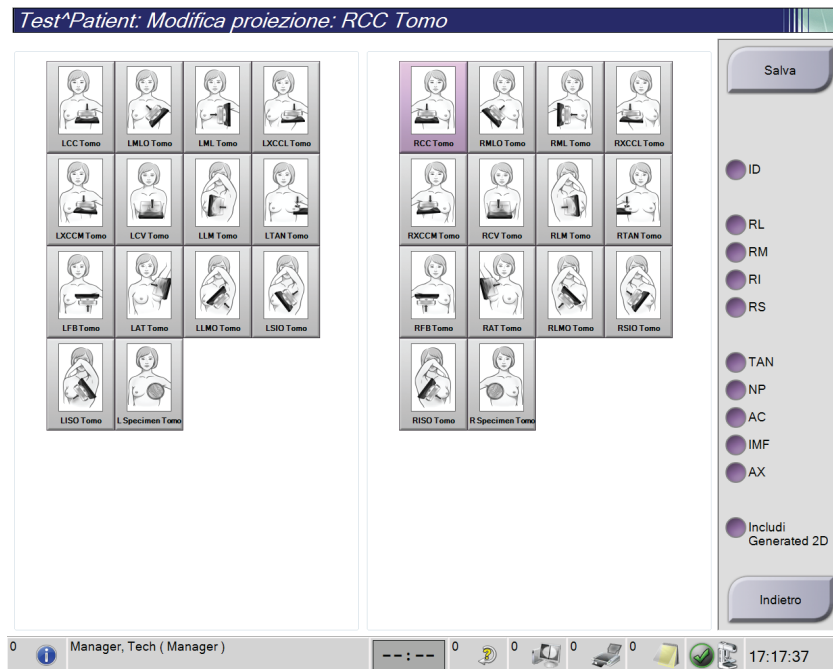 Test^Patient: Modifica proiezione: RCC Tomo
LCC Tomo LMLO Tomo LML Tomo LXCCL Tomo
LXCCM Tomo LCV Tomo LLM Tomo LTAN Tomo
LFB Tomo LAT Tomo LLMO Tomo LSIO Tomo
LISO Tomo L Specimen Tomo
RCC Tomo RMLO Tomo RML Tomo RXCCL Tomo
RXCCM Tomo RCV Tomo RLM Tomo RTAN Tomo
RFB Tomo RAT Tomo RLMO Tomo RSIO Tomo
RISO Tomo R Specimen Tomo
Salva
ID
RL
RM
RI
RS
TAN
NP
AC
IMF
AX
Includi
Generated 2D
Indietro
0 Manager, Tech ( Manager ) --:-- 0 0 0 0 17:17:37